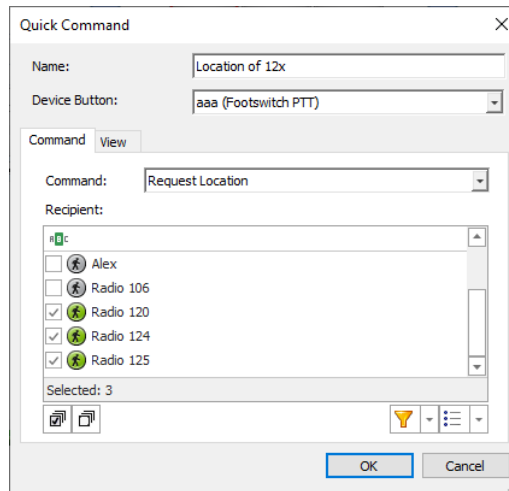 Quick Command
Name: Location of 12x
Device Button: aaa (Footswitch PTT)
Command View
Command: Request Location
Recipient:
ABC
Alex
Radio 106
Radio 120
Radio 124
Radio 125
Selected: 3
OK Cancel